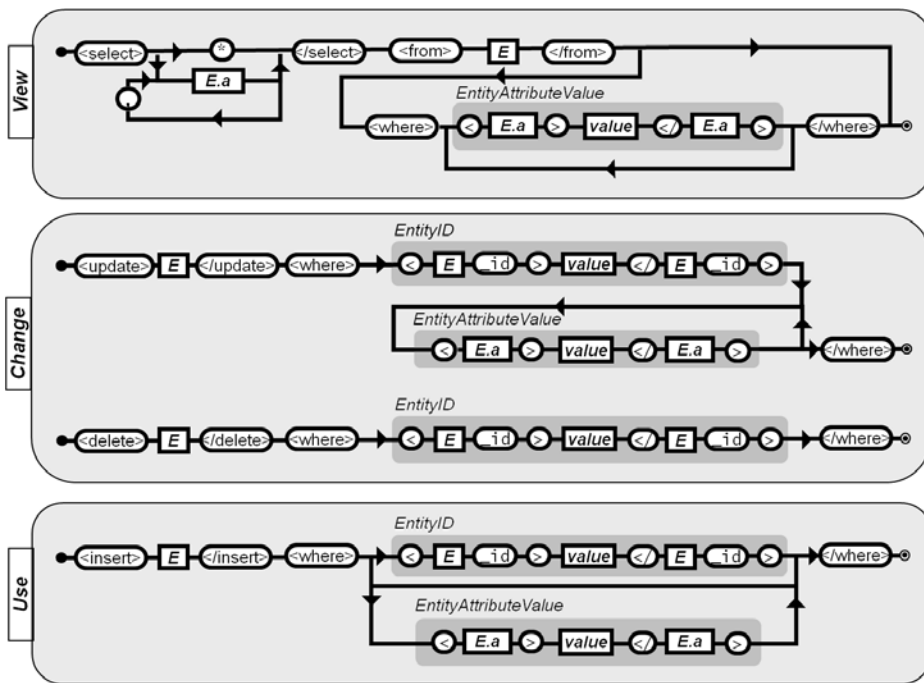 View
<select> * </select> <from> E </from>
E.a
,
EntityAttributeValue
<where> < E.a > value </ E.a > </where>
Change
EntityID
<update> E </update> <where> < E _id > value </ E _id >
EntityAttributeValue
< E.a > value </ E.a > </where>
EntityID
<delete> E </delete> <where> < E _id > value </ E _id > </where>
Use
EntityID
<insert> E </insert> <where> < E _id > value </ E _id > </where>
EntityAttributeValue
< E.a > value </ E.a >